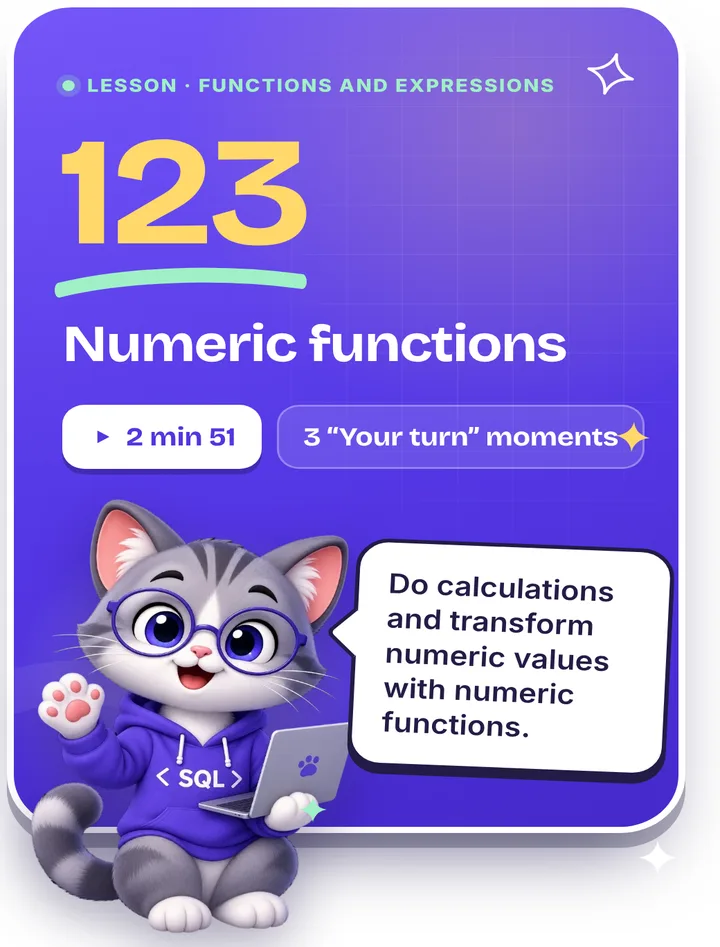 LESSON · FUNCTIONS AND EXPRESSIONS
123
Numeric functions
2 min 51
3 “Your turn” moments
Do calculations
and transform
numeric values
with numeric
functions.
< SQL >